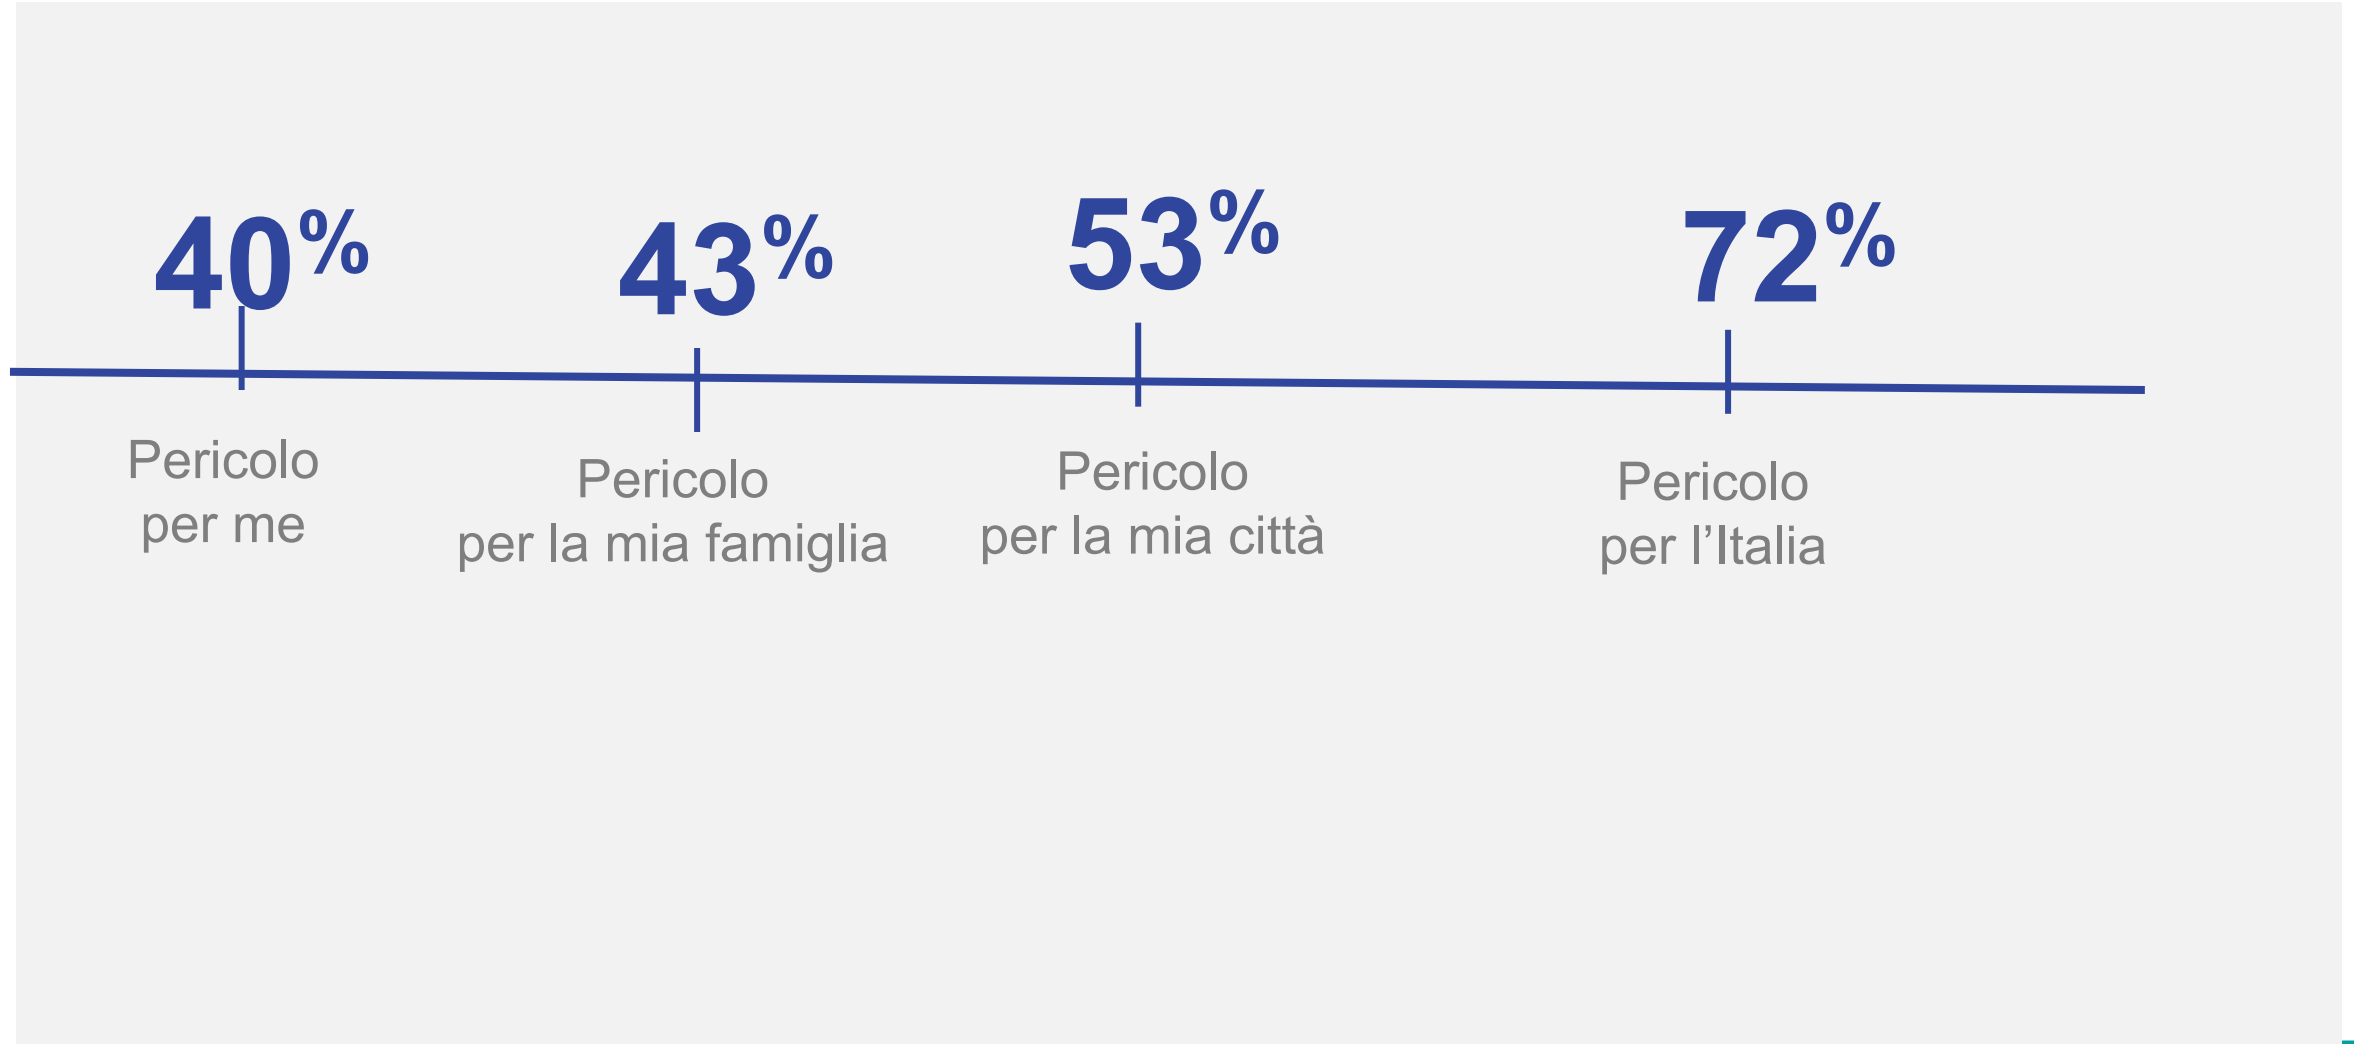 40%
Pericolo
per me
43%
Pericolo
per la mia famiglia
53%
Pericolo
per la mia città
72%
Pericolo
per l’Italia